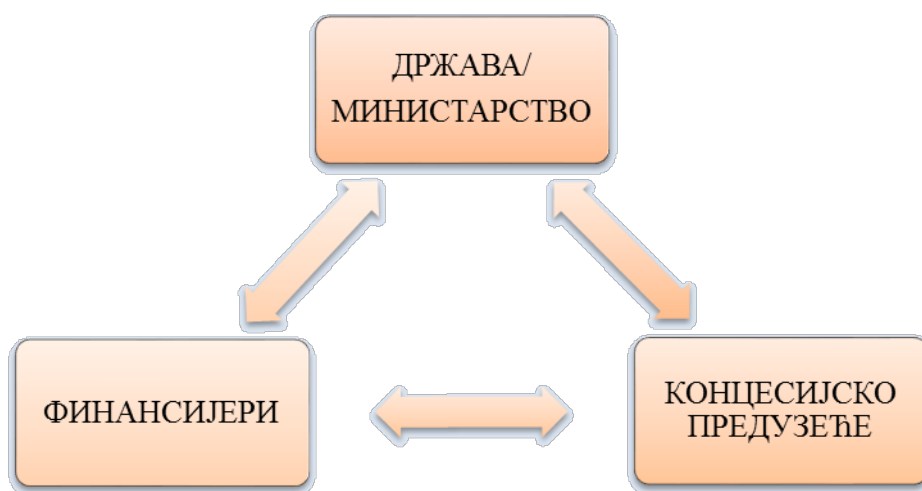 ДРЖАВА/
МИНИСТАРСТВО
ФИНАНСИЈЕРИ
КОНЦЕСИЈСКО
ПРЕДУЗЕЋЕ